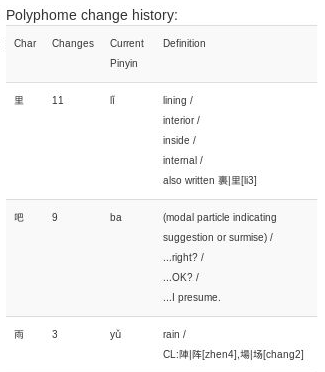 Polyphome change history:
Char Changes Current Pinyin Definition
里 11 lǐ lining /
interior /
inside /
internal /
also written 裏|里[li3]
吧 9 ba (modal particle indicating
suggestion or surmise) /
...right? /
...OK? /
...I presume.
雨 3 yǔ rain /
CL:陣|阵[zhen4],場|场[chang2]